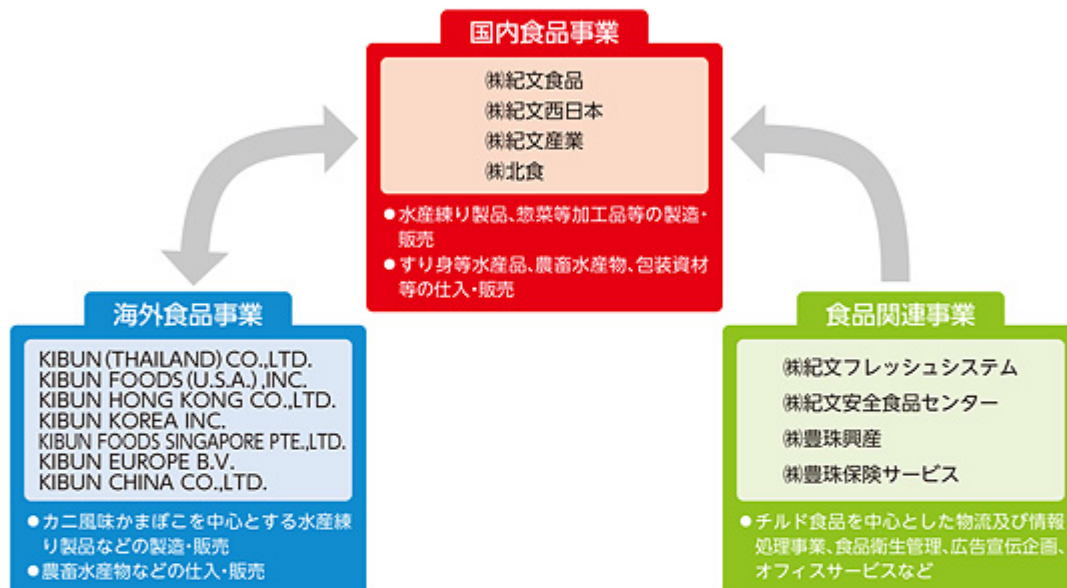 国内食品事業
㈱紀文食品
㈱紀文西日本
㈱紀文産業
㈱北食
●水産練り製品、惣菜等加工品等の製造・
販売
●すり身等水産品、農畜水産物、包装資材
等の仕入・販売
海外食品事業
KIBUN(THAILAND)CO.,LTD.
KIBUN FOODS(U.S.A.),INC.
KIBUN HONG KONG CO.,LTD.
KIBUN KOREA INC.
KIBUN FOODS SINGAPORE PTE.,LTD.
KIBUN EUROPE B.V.
KIBUN CHINA CO.,LTD.
●カニ風味かまぼこを中心とする水産練
り製品などの製造・販売
●農畜水産物などの仕入・販売
食品関連事業
㈱紀文フレッシュシステム
㈱紀文安全食品センター
㈱豊珠興産
㈱豊珠保険サービス
●チルド食品を中心とした物流及び情報
処理事業、食品衛生管理、広告宣伝企画、
オフィスサービスなど